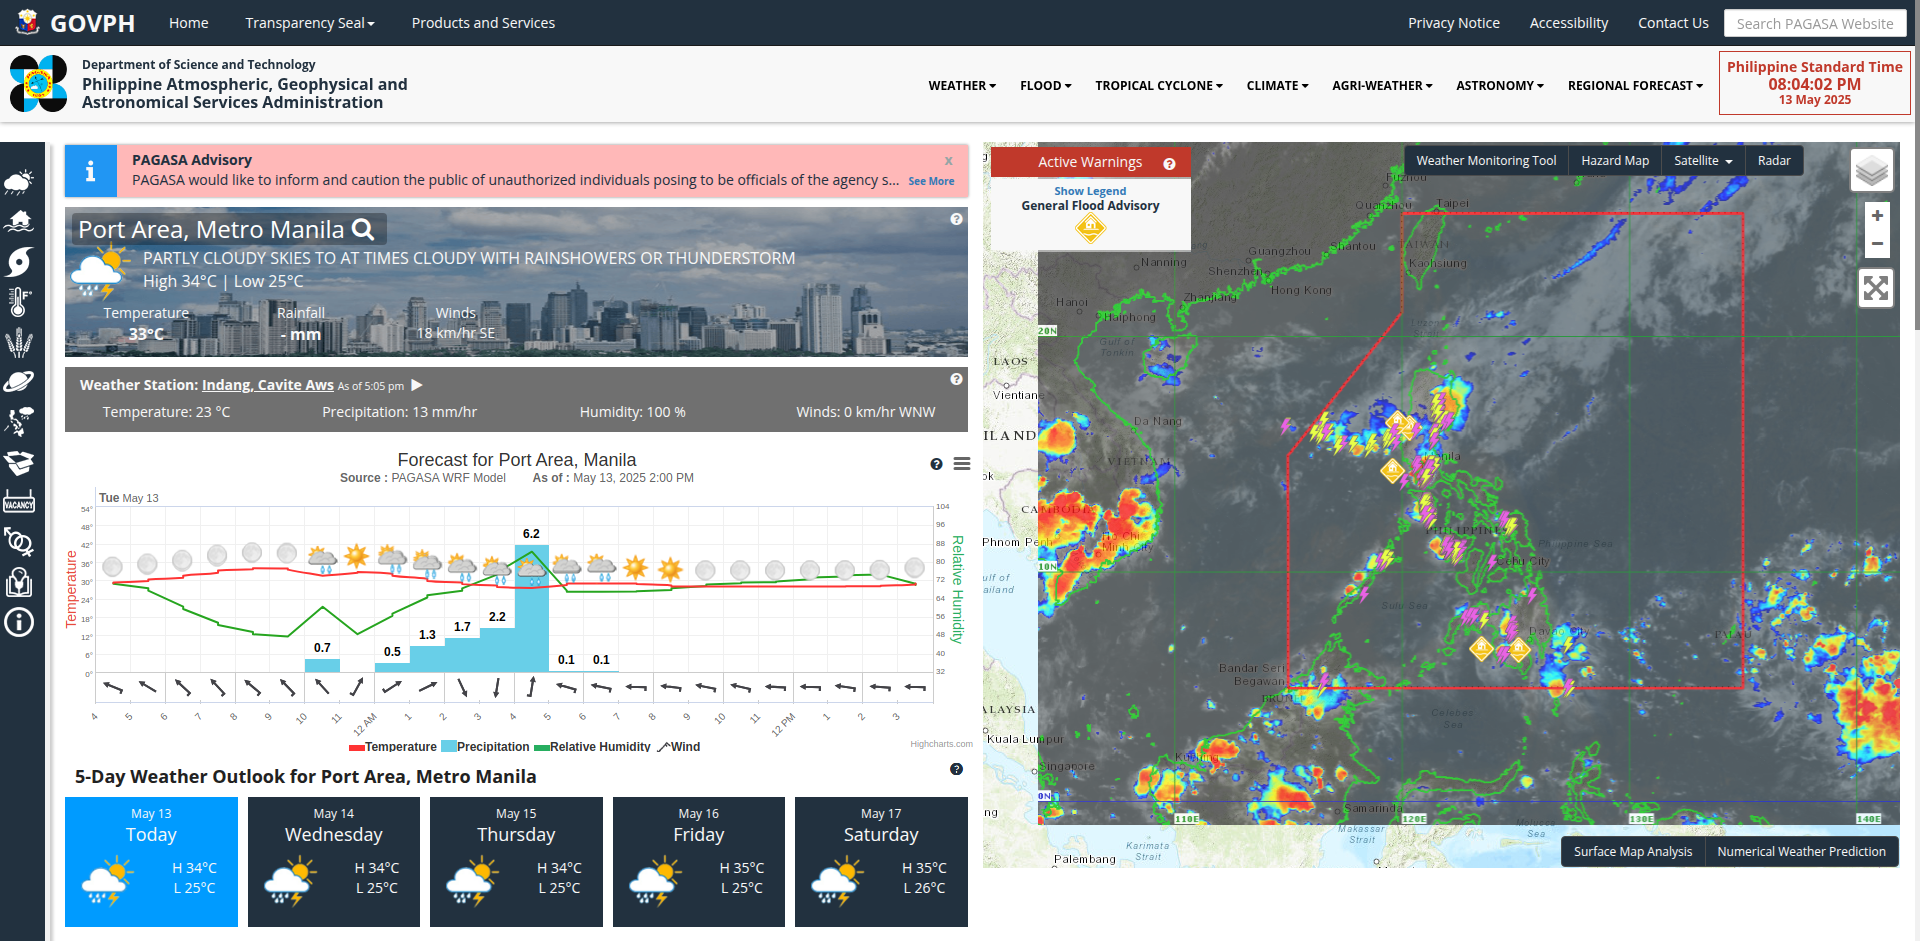 GOVPH
Home
Transparency Seal
Products and Services
Privacy Notice
Accessibility
Contact Us
Search PAGASA Website
Department of Science and Technology
Philippine Atmospheric, Geophysical and
Astronomical Services Administration
WEATHER
FLOOD
TROPICAL CYCLONE
CLIMATE
AGRI-WEATHER
ASTRONOMY
REGIONAL FORECAST
Philippine Standard Time
08:04:02 PM
13 May 2025
VACANCY
PAGASA Advisory
x
PAGASA would like to inform and caution the public of unauthorized individuals posing to be officials of the agency s... See More
Port Area, Metro Manila
PARTLY CLOUDY SKIES TO AT TIMES CLOUDY WITH RAINSHOWERS OR THUNDERSTORM
High 34°C | Low 25°C
Temperature Rainfall Winds
33°C - mm 18 km/hr SE
Weather Station: Indang, Cavite Aws As of 5:05 pm
Temperature: 23 °C Precipitation: 13 mm/hr Humidity: 100 % Winds: 0 km/hr WNW
Forecast for Port Area, Manila
Source : PAGASA WRF Model As of : May 13, 2025 2:00 PM
Tue May 13
Temperature
54°
48°
42°
36°
30°
24°
18°
12°
6°
0°
0.7
0.5
1.3
1.7
2.2
6.2
0.1
0.1
104
96
88
80
72
64
56
48
40
32
Relative Humidity
4 5 6 7 8 9 10 11 12 AM 1 2 3 4 5 6 7 8 9 10 11 12 PM 1 2 3
Temperature Precipitation Relative Humidity Wind
Highcharts.com
5-Day Weather Outlook for Port Area, Metro Manila
May 13
Today
H 34°C
L 25°C
May 14
Wednesday
H 34°C
L 25°C
May 15
Thursday
H 34°C
L 25°C
May 16
Friday
H 35°C
L 25°C
May 17
Saturday
H 35°C
L 26°C
Active Warnings
Show Legend
General Flood Advisory
Weather Monitoring Tool
Hazard Map
Satellite
Radar
+
−
Fuzhou
Quanzhou
Taipei
Guangzhou
Shantou
TAIWAN
Nanning
Shenzhen
Kaohsiung
Hanoi
Zhanjiang
Hong Kong
Haiphong
20N
Gulf of
Tonkin
LAOS
Vientian
Da Nang
ILAND
VIETNAM
Manila
ok
CAMBODIA
PHILIPPINES
Ho Chi
Minh City
Phnom Penh
Philippine Sea
Cebu City
10N
ulf of
ailand
Sulu Sea
Davao City
PALAU
Bandar Seri
Begawan
BRUNEI
ALAYSIA
Celebes
Sea
Kuala Lumpur
Kuching
Singapore
0N
Samarinda
ng
110E
120E
130E
140E
Makassar
Strait
Molucca
Sea
Karimata
Strait
Palembang
Surface Map Analysis
Numerical Weather Prediction